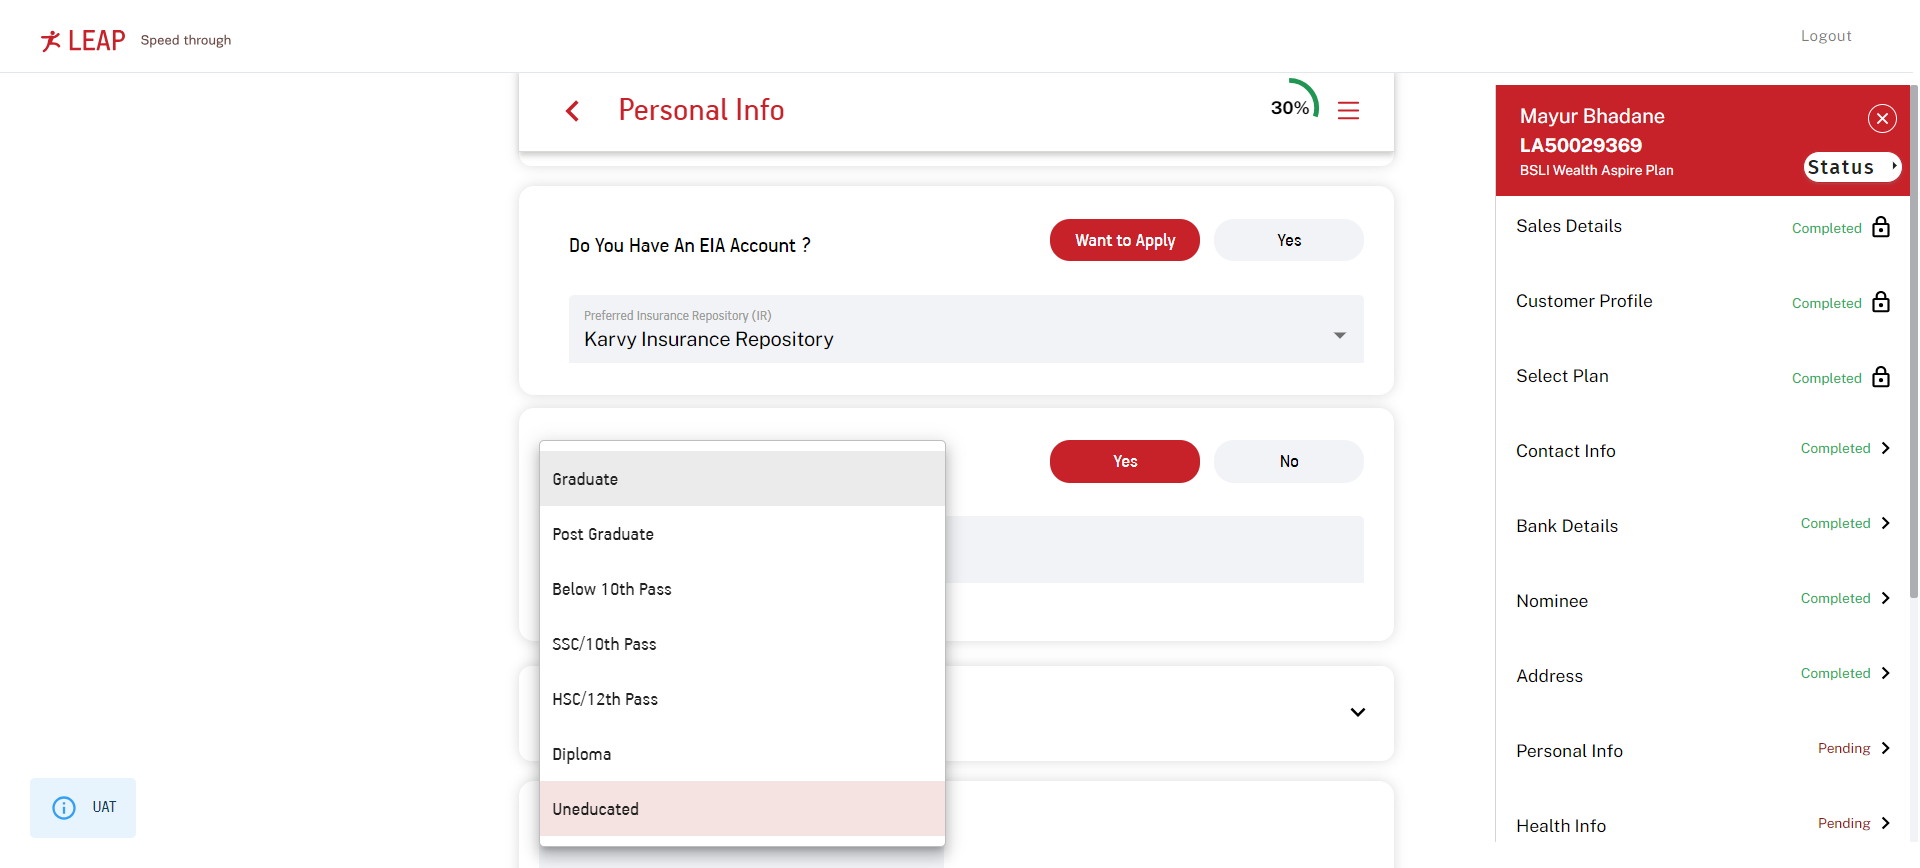 LEAP Speed through
Logout
Personal Info
30%
Do You Have An EIA Account ?
Want to Apply
Yes
Preferred Insurance Repository (IR)
Karvy Insurance Repository
Yes
No
Graduate
Post Graduate
Below 10th Pass
SSC/10th Pass
HSC/12th Pass
Diploma
Uneducated
UAT
Mayur Bhadane
LA50029369
BSLI Wealth Aspire Plan
Status
Sales Details Completed
Customer Profile Completed
Select Plan Completed
Contact Info Completed
Bank Details Completed
Nominee Completed
Address Completed
Personal Info Pending
Health Info Pending